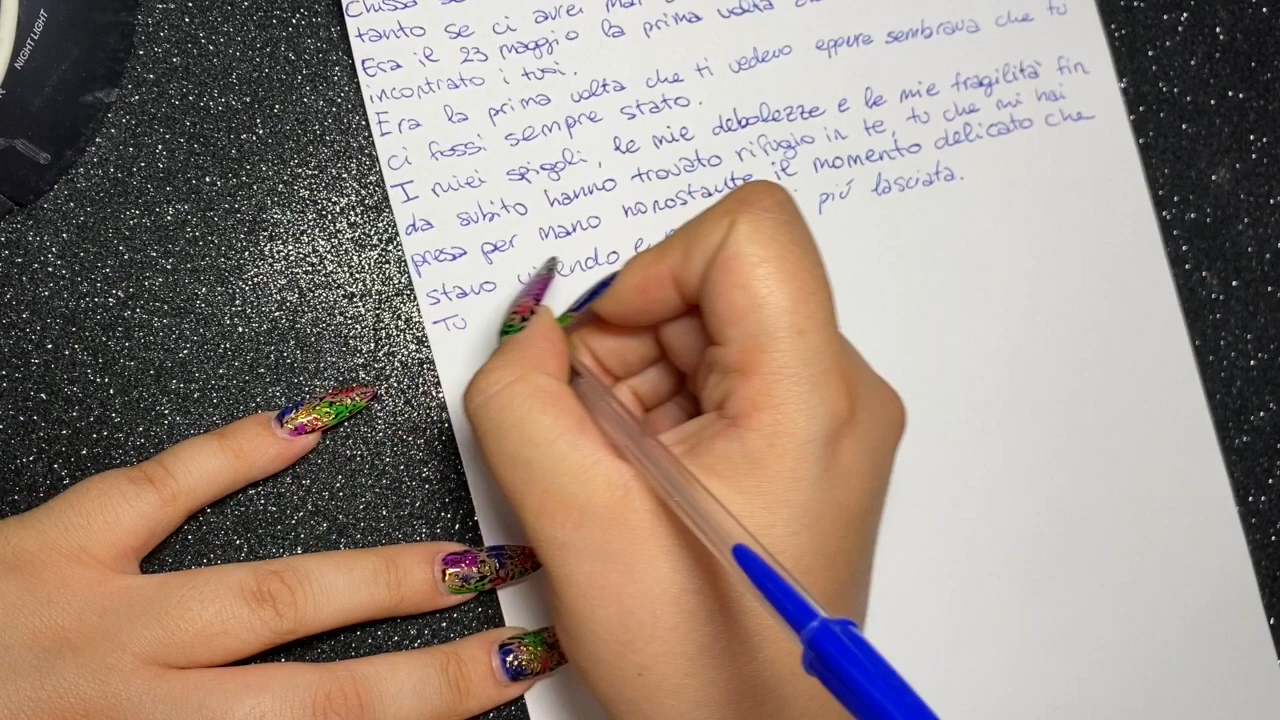 NIGHT LIGHT
tanto se ci avrei
Era il 23 maggio la prima volta
incontrato i tuoi.
Era la prima volta che ti vedevo eppure sembrava che tu
ci fossi sempre stato.
I miei spigoli, le mie debolezze e le mie fragilità fin
da subito hanno trovato rifugio in te, tu che mi hai
presa per mano nonostante il momento delicato che
stavo vivendo e più lasciata.
Tu